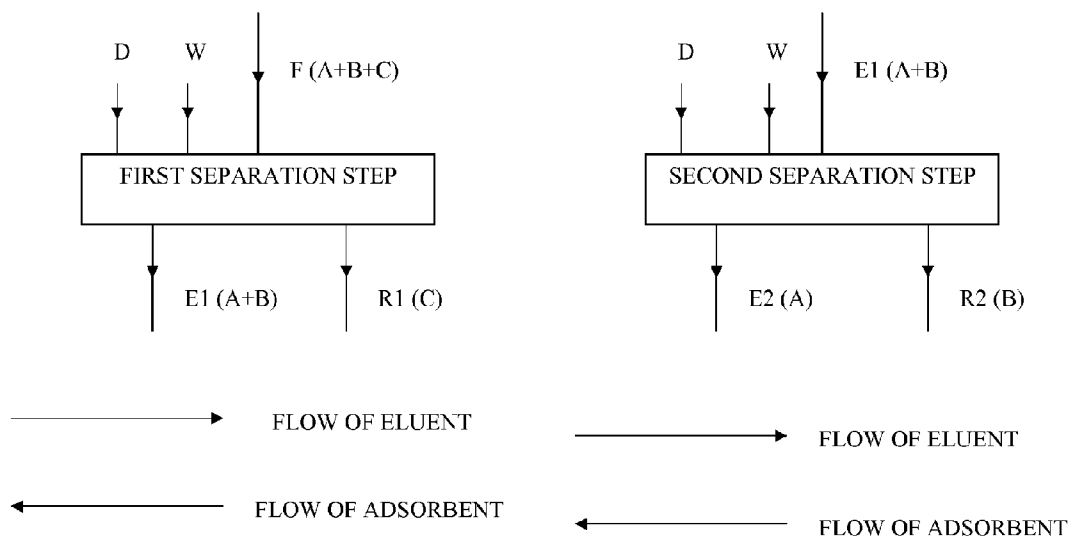 D
W
F (A+B+C)
FIRST SEPARATION STEP
E1 (A+B)
R1 (C)
FLOW OF ELUENT
FLOW OF ADSORBENT
D
W
E1 (A+B)
SECOND SEPARATION STEP
E2 (A)
R2 (B)
FLOW OF ELUENT
FLOW OF ADSORBENT